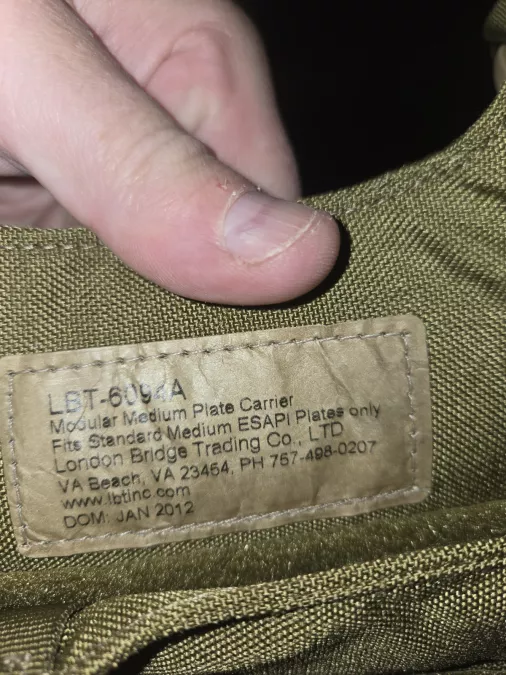 LBT-6094A
Modular Medium Plate Carrier
Fits Standard Medium ESAPI Plates only
London Bridge Trading Co., LTD
VA Beach, VA 23454, PH 757-498-0207
www.lbtinc.com
DOM: JAN 2012